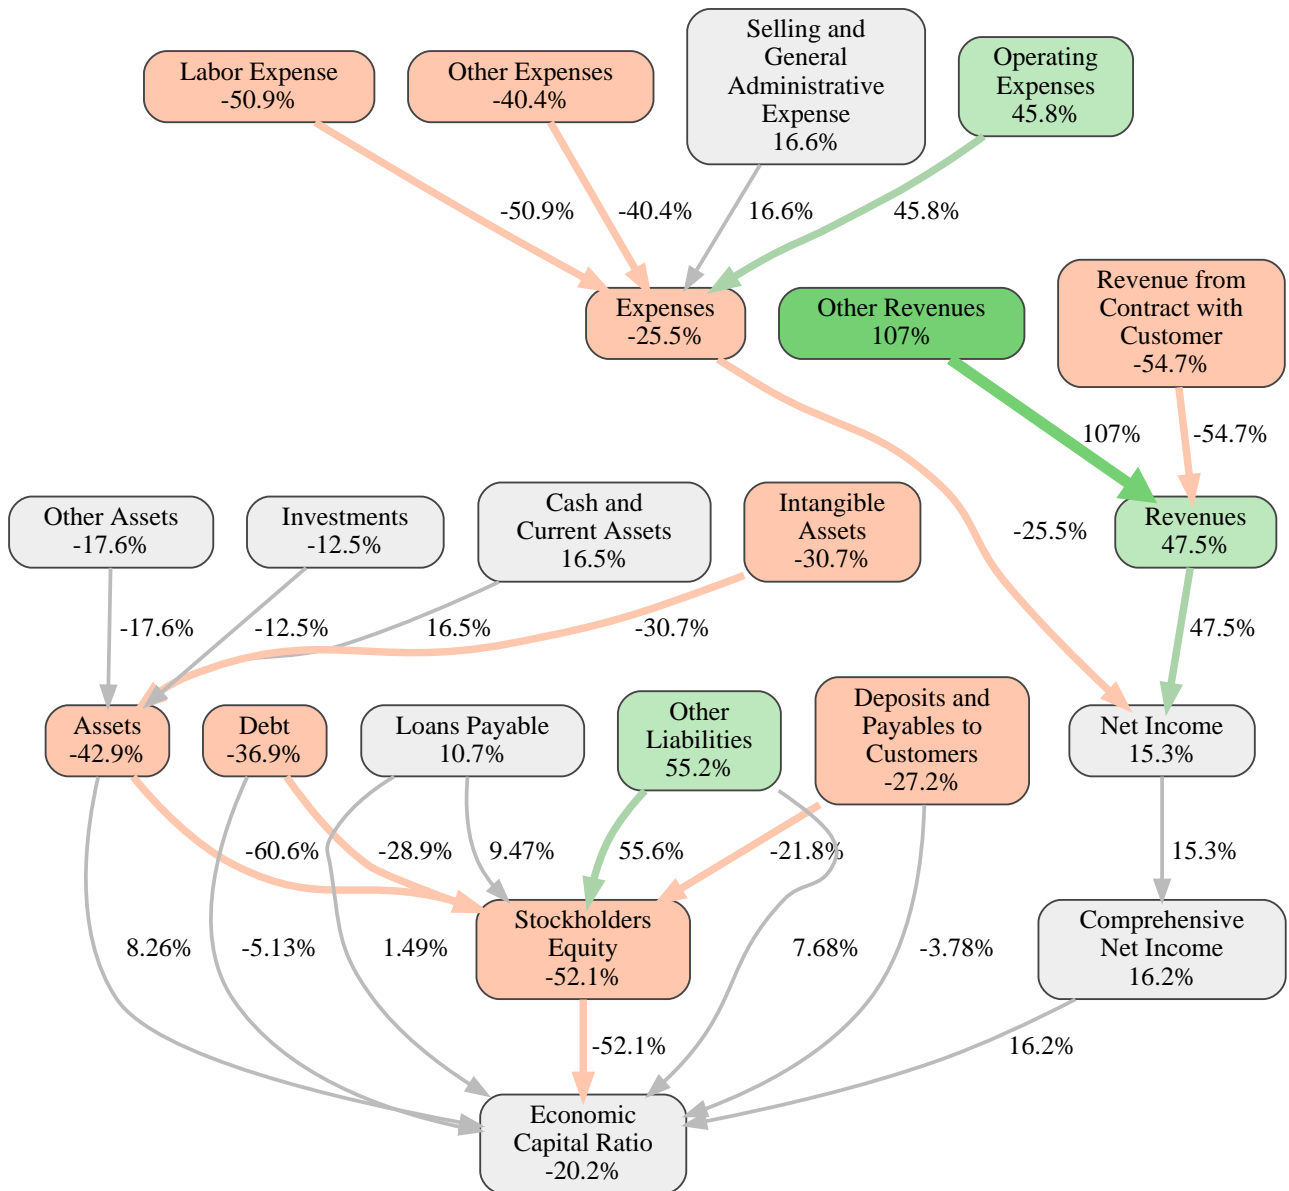 Labor Expense
-50.9%
Other Expenses
-40.4%
Selling and
General
Administrative
Expense
16.6%
Operating
Expenses
45.8%
-50.9%
-40.4%
16.6%
45.8%
Expenses
-25.5%
Other Revenues
107%
Revenue from
Contract with
Customer
-54.7%
107%
-54.7%
Other Assets
-17.6%
Investments
-12.5%
Cash and
Current Assets
16.5%
Intangible
Assets
-30.7%
-25.5%
Revenues
47.5%
-17.6%
-12.5%
16.5%
-30.7%
47.5%
Assets
-42.9%
Debt
-36.9%
Loans Payable
10.7%
Other
Liabilities
55.2%
Deposits and
Payables to
Customers
-27.2%
Net Income
15.3%
-60.6%
-28.9%
9.47%
55.6%
-21.8%
15.3%
8.26%
-5.13%
1.49%
Stockholders
Equity
-52.1%
7.68%
-3.78%
Comprehensive
Net Income
16.2%
-52.1%
16.2%
Economic
Capital Ratio
-20.2%